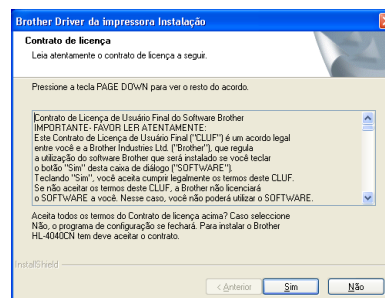 Brother Driver da impressora Instalação
Contrato de licença
Leia atentamente o contrato de licença a seguir.
Pressione a tecla PAGE DOWN para ver o resto do acordo.
Contrato de Licença de Usuário Final do Software Brother
IMPORTANTE- FAVOR LER ATENTAMENTE:
Este Contrato de Licença de Usuário Final ("CLUF") é um acordo legal
entre você e a Brother Industries Ltd. ("Brother"), que regula
a utilização do software Brother que será instalado se você teclar
o botão "Sim" desta caixa de diálogo ("SOFTWARE").
Teclando "Sim", você aceita cumprir legalmente os termos deste CLUF.
Se não aceitar os termos deste CLUF, a Brother não licenciará
o SOFTWARE a você. Nesse caso, você não poderá utilizar o SOFTWARE.
Aceita todos os termos do Contrato de licença acima? Caso seleccione
Não, o programa de configuração se fechará. Para instalar o Brother
HL-4040CN tem deve aceitar o contrato.
InstallShield
< Anterior Sim Não